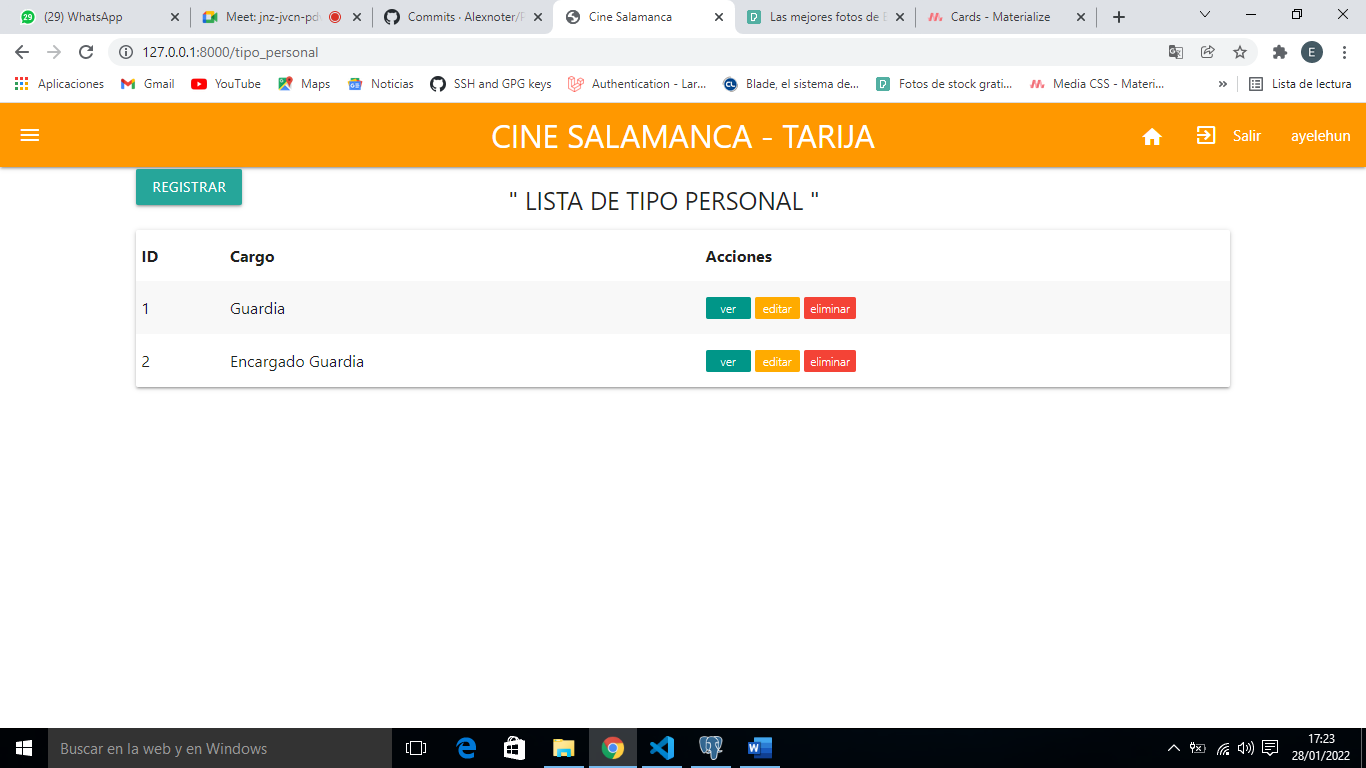 (29) WhatsApp
Meet: jnz-jvcn-pd
Commits · Alexnoter/P
Cine Salamanca
Las mejores fotos de E
Cards - Materialize
127.0.0.1:8000/tipo_personal
E
Aplicaciones
Gmail
YouTube
Maps
Noticias
SSH and GPG keys
Authentication - Lar...
Blade, el sistema de...
Fotos de stock grati...
Media CSS - Materi...
»
Lista de lectura
CINE SALAMANCA - TARIJA
Salir
ayelehun
REGISTRAR
" LISTA DE TIPO PERSONAL "
ID Cargo Acciones
1 Guardia ver editar eliminar
2 Encargado Guardia ver editar eliminar
Buscar en la web y en Windows
17:23
28/01/2022